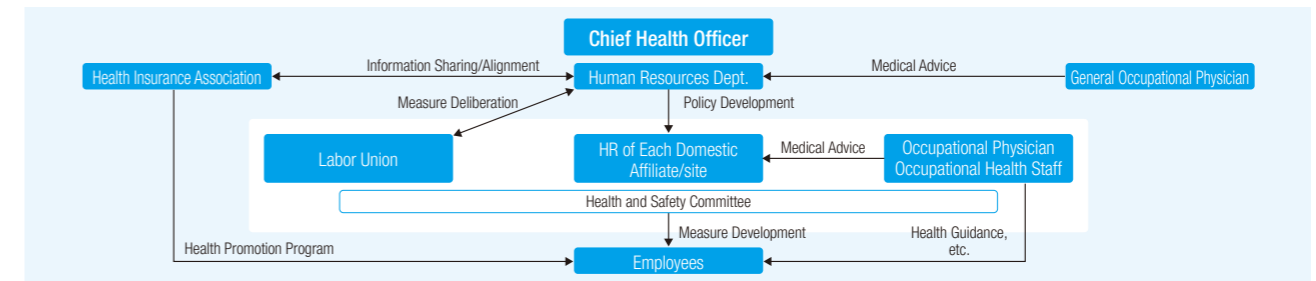 Chief Health Officer
Information Sharing/Alignment
Medical Advice
Health Insurance Association
Human Resources Dept.
General Occupational Physician
Measure Deliberation
Policy Development
Labor Union
HR of Each Domestic
Affiliate/site
Medical Advice
Occupational Physician
Occupational Health Staff
Health and Safety Committee
Measure Development
Health Guidance,
etc.
Health Promotion Program
Employees